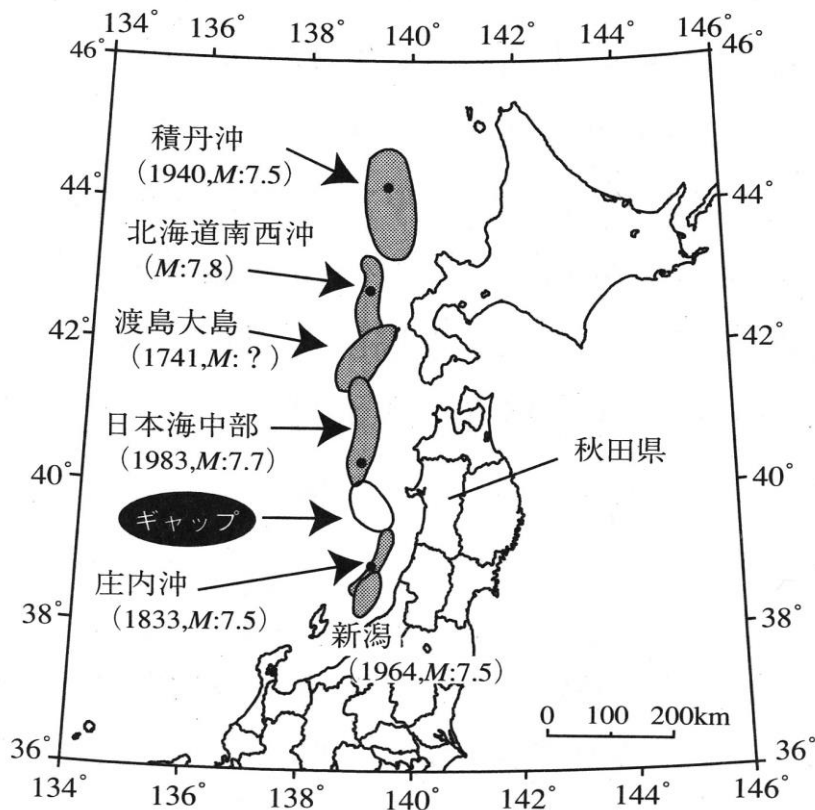 134° 136° 138° 140° 142° 144° 146°
46° 46°
積丹沖
(1940,M:7.5)
44° 44°
北海道南西沖
(M:7.8)
渡島大島
(1741,M:?)
42° 42°
日本海中部
(1983,M:7.7)
秋田県
40° 40°
ギャップ
庄内沖
(1833,M:7.5)
38° 38°
新潟
(1964,M:7.5)
0 100 200km
36° 36°
134 136 138 140 142 144 146